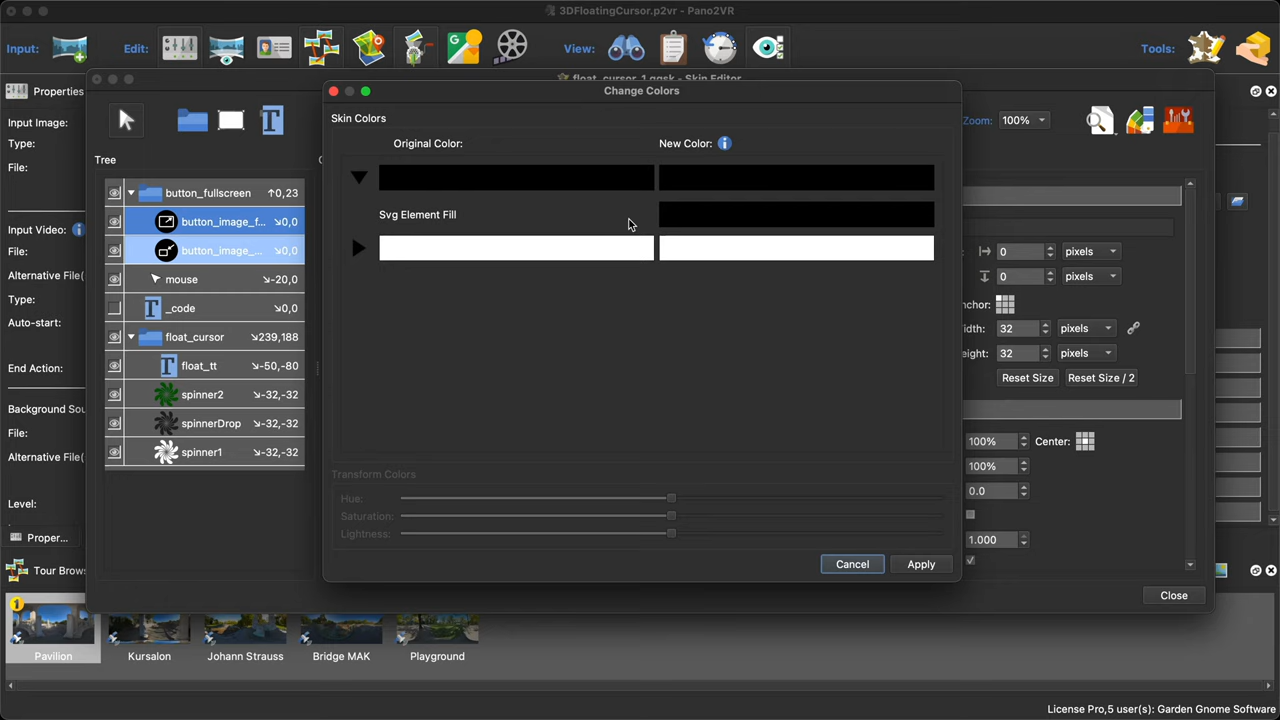 3DFloatingCursor.p2vr - Pano2VR
Input:
Edit:
View:
Tools:
float_cursor_1.ggsk - Skin Editor
Properties
Input Image:
Type:
File:
Input Video:
File:
Alternative File(
Type:
Auto-start:
End Action:
Background Sou
File:
Alternative File(
Level:
Proper...
Zoom: 100%
Tree
button_fullscreen ↑0,23
button_image_f... ↘0,0
button_image_... ↘0,0
mouse ↘-20,0
_code ↘0,0
float_cursor ↘239,188
float_tt ↘-50,-80
spinner2 ↘-32,-32
spinnerDrop ↘-32,-32
spinner1 ↘-32,-32
Change Colors
Skin Colors
Original Color: New Color:
Svg Element Fill
Transform Colors
Hue:
Saturation:
Lightness:
Cancel Apply
0 pixels
0 pixels
nchor:
idth: 32 pixels
eight: 32 pixels
Reset Size Reset Size / 2
100% Center:
100%
0.0
1.000
Close
Tour Brow
1
Pavilion Kursalon Johann Strauss Bridge MAK Playground
License Pro,5 user(s): Garden Gnome Software